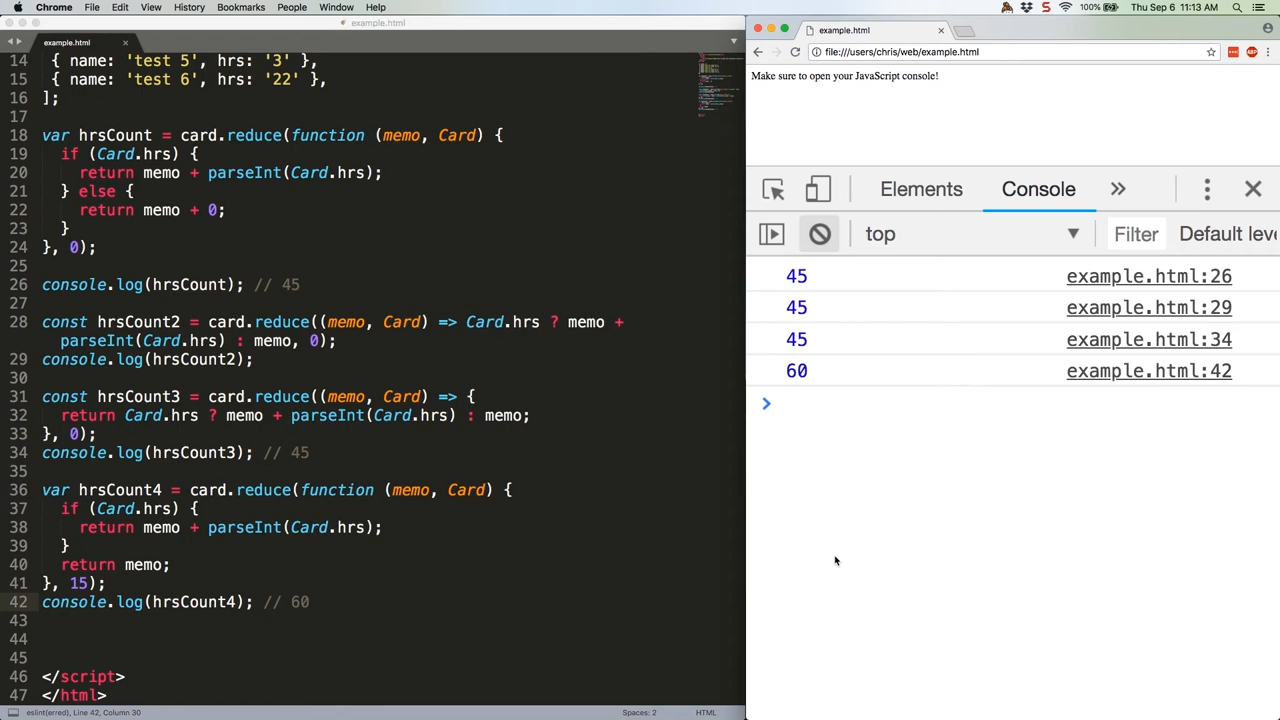 Chrome File Edit View History Bookmarks People Window Help 100% Thu Sep 6 11:13 AM
example.html
example.html ×
14 { name: 'test 5', hrs: '3' },
15 { name: 'test 6', hrs: '22' },
16 ];
17
18 var hrsCount = card.reduce(function (memo, Card) {
19 if (Card.hrs) {
20 return memo + parseInt(Card.hrs);
21 } else {
22 return memo + 0;
23 }
24 }, 0);
25
26 console.log(hrsCount); // 45
27
28 const hrsCount2 = card.reduce((memo, Card) => Card.hrs ? memo +
parseInt(Card.hrs) : memo, 0);
29 console.log(hrsCount2);
30
31 const hrsCount3 = card.reduce((memo, Card) => {
32 return Card.hrs ? memo + parseInt(Card.hrs) : memo;
33 }, 0);
34 console.log(hrsCount3); // 45
35
36 var hrsCount4 = card.reduce(function (memo, Card) {
37 if (Card.hrs) {
38 return memo + parseInt(Card.hrs);
39 }
40 return memo;
41 }, 15);
42 console.log(hrsCount4); // 60
43
44
45
46 </script>
47 </html>
eslint(erred), Line 42, Column 30 Spaces: 2 HTML
example.html ×
file:///users/chris/web/example.html ABP
Make sure to open your JavaScript console!
Elements Console »
top Filter Default leve
45 example.html:26
45 example.html:29
45 example.html:34
60 example.html:42